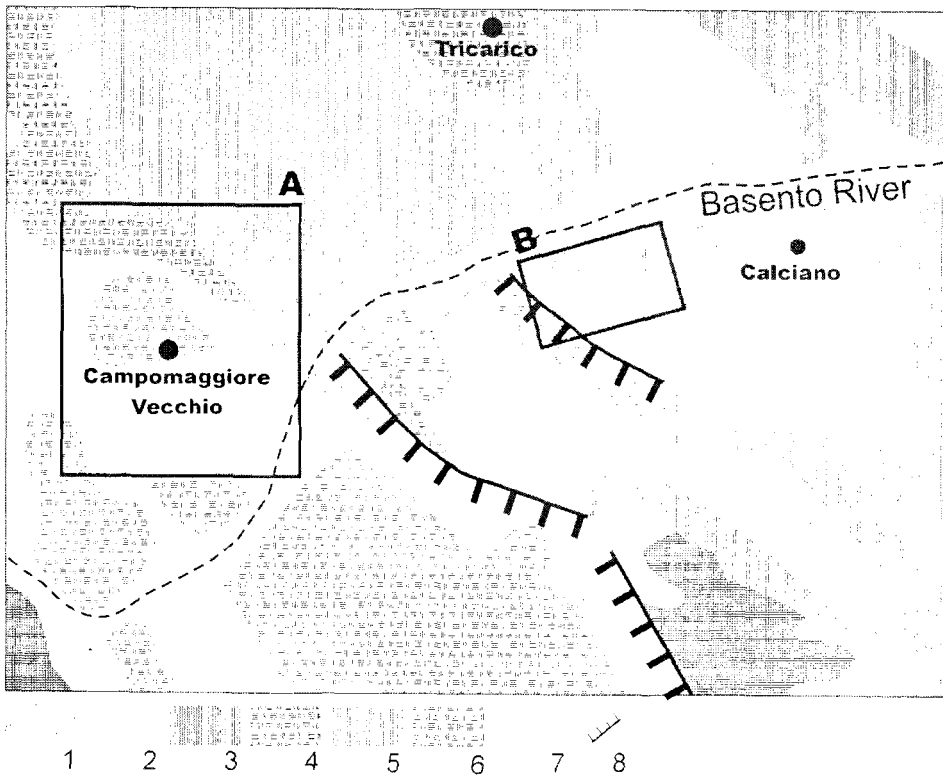 Tricarico
A
Basento River
B
Calciano
Campomaggiore
Vecchio
1 2 3 4 5 6 7 8